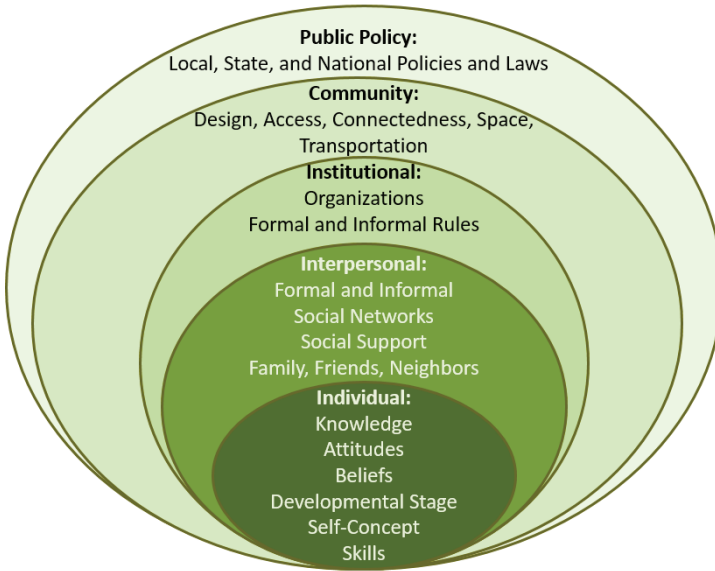 Public Policy:
Local, State, and National Policies and Laws
Community:
Design, Access, Connectedness, Space,
Transportation
Institutional:
Organizations
Formal and Informal Rules
Interpersonal:
Formal and Informal
Social Networks
Social Support
Family, Friends, Neighbors
Individual:
Knowledge
Attitudes
Beliefs
Developmental Stage
Self-Concept
Skills